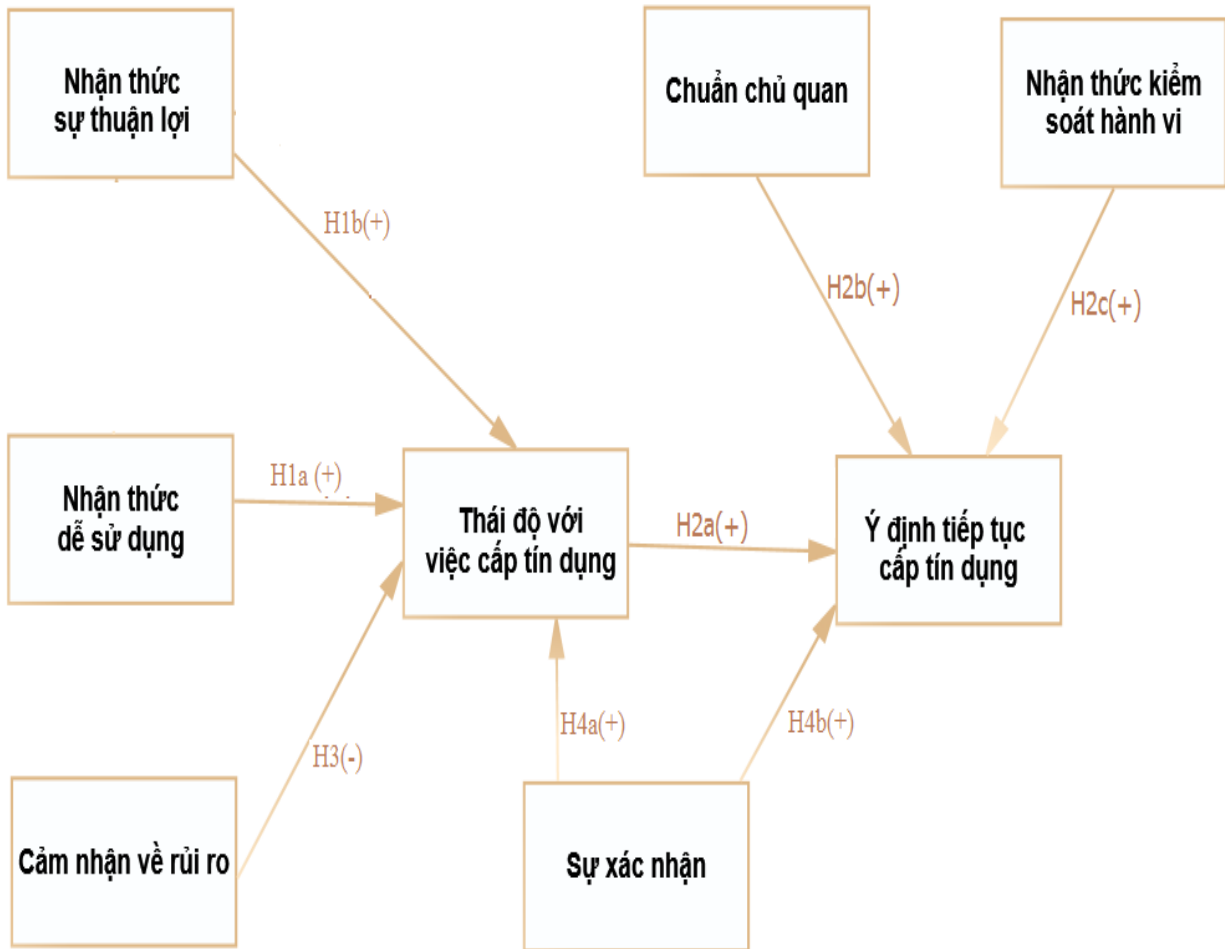 Nhận thức
sự thuận lợi
Chuẩn chủ quan
Nhận thức kiểm
soát hành vi
H1b(+)
H2b(+)
H2c(+)
Nhận thức
dễ sử dụng
H1a (+)
Thái độ với
việc cấp tín dụng
H2a(+)
Ý định tiếp tục
cấp tín dụng
H3(-)
H4a(+)
H4b(+)
Cảm nhận về rủi ro
Sự xác nhận